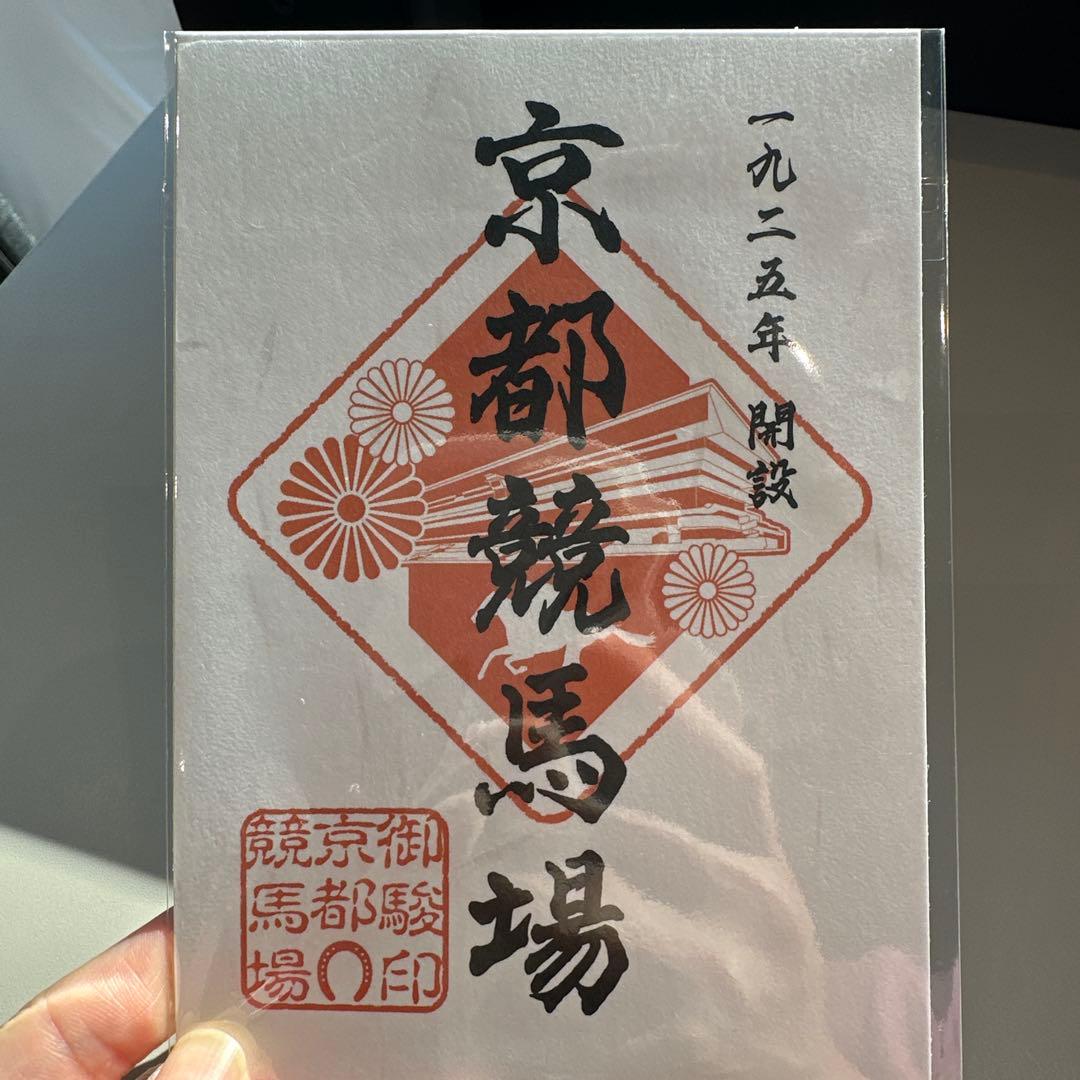 一九二五年 開設
京都競馬場
御駿印
京都
競馬場